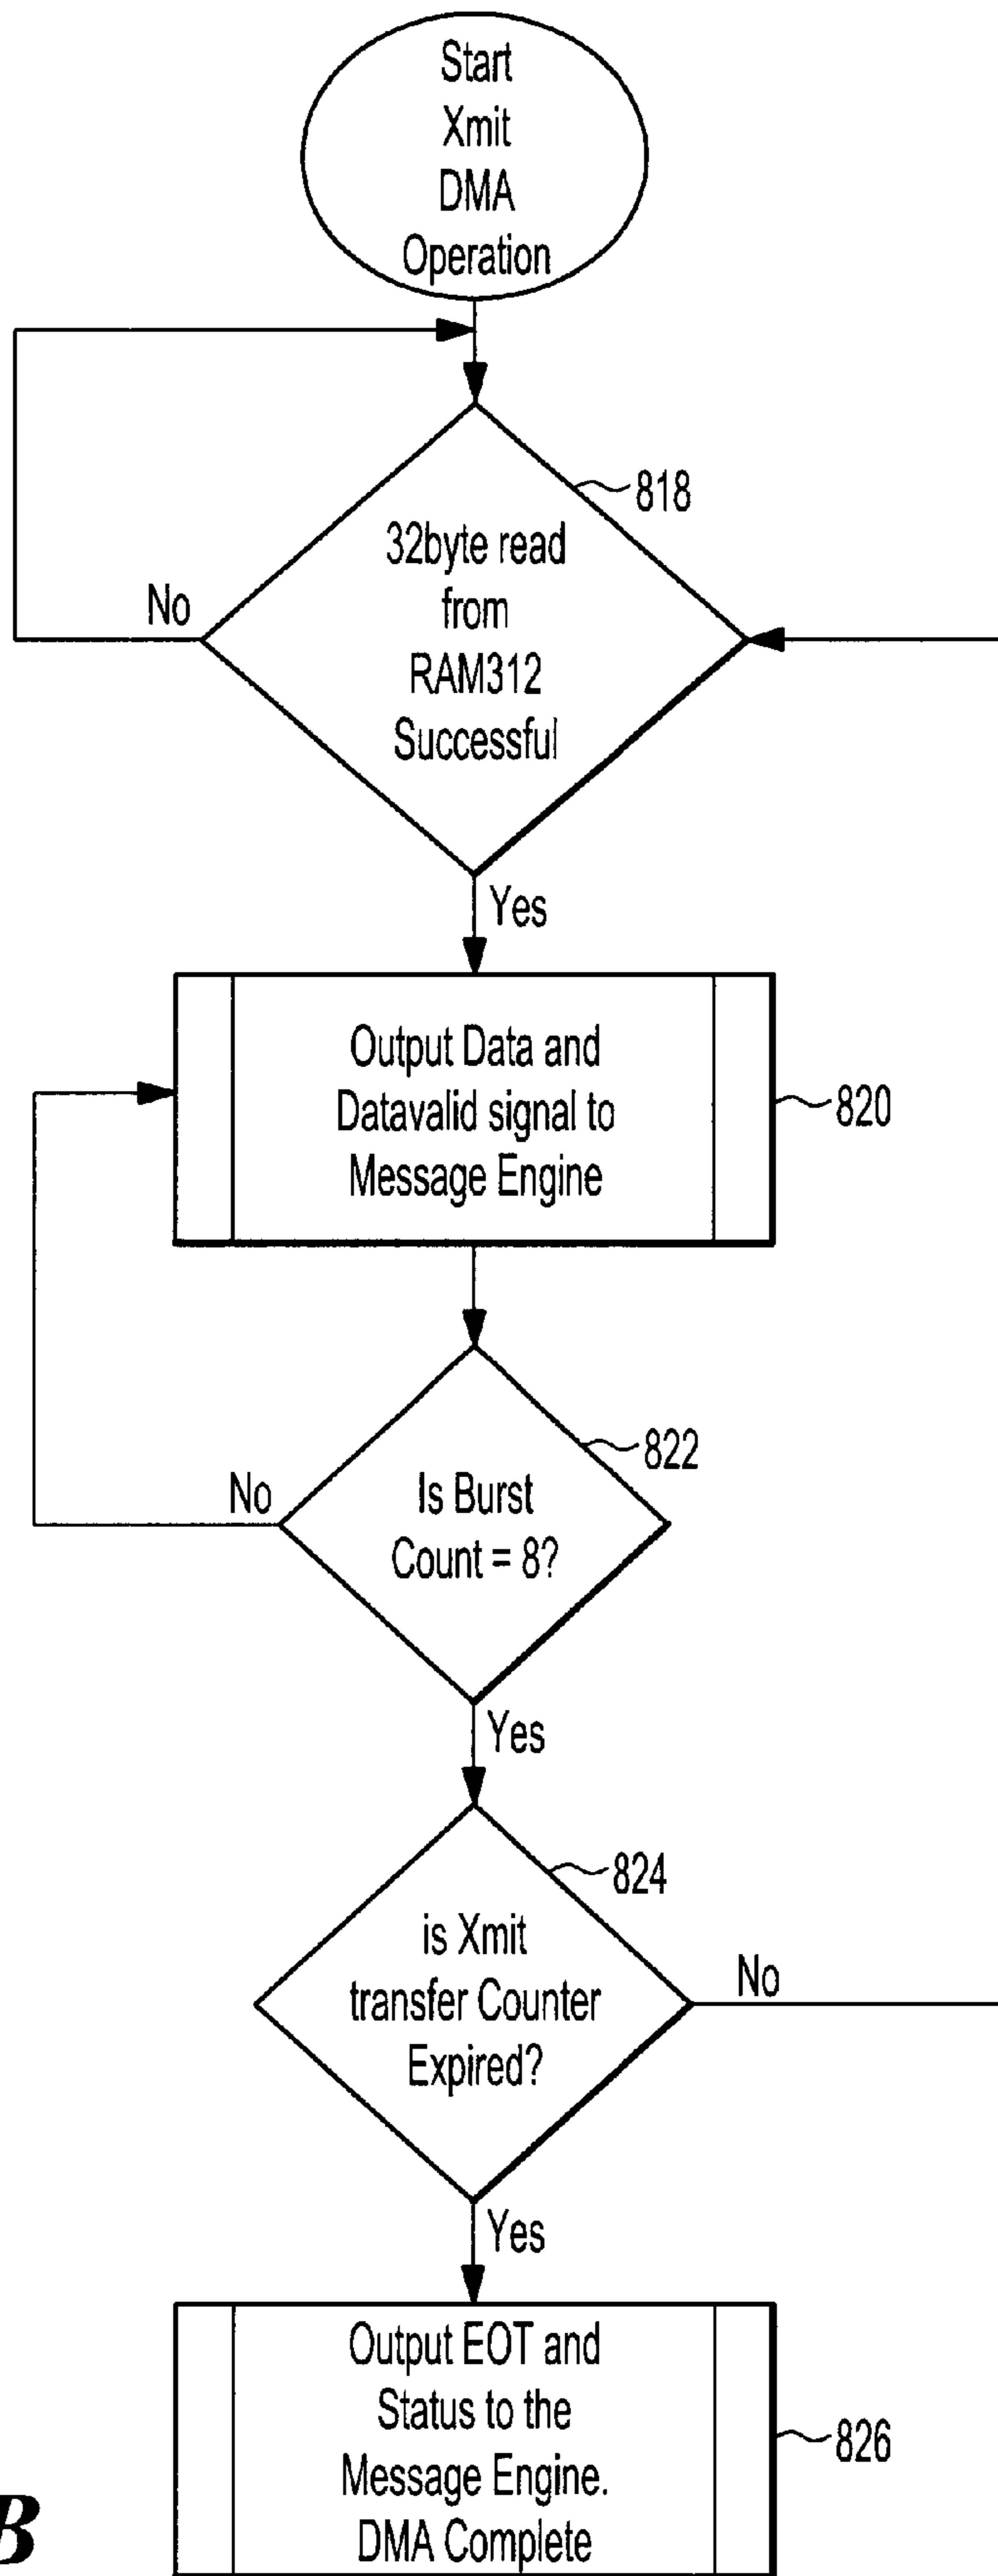 Start
Xmit
DMA
Operation
818
32byte read
from
RAM312
Successful
No
Yes
Output Data and
Datavalid signal to
Message Engine
820
822
Is Burst
Count = 8?
No
Yes
824
is Xmit
transfer Counter
Expired?
No
Yes
Output EOT and
Status to the
Message Engine.
DMA Complete
826
B